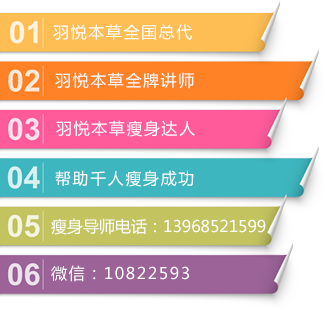 01 羽悦本草全国总代
02 羽悦本草全牌讲师
03 羽悦本草瘦身达人
04 帮助千人瘦身成功
05 瘦身导师电话：13968521599
06 微信：10822593